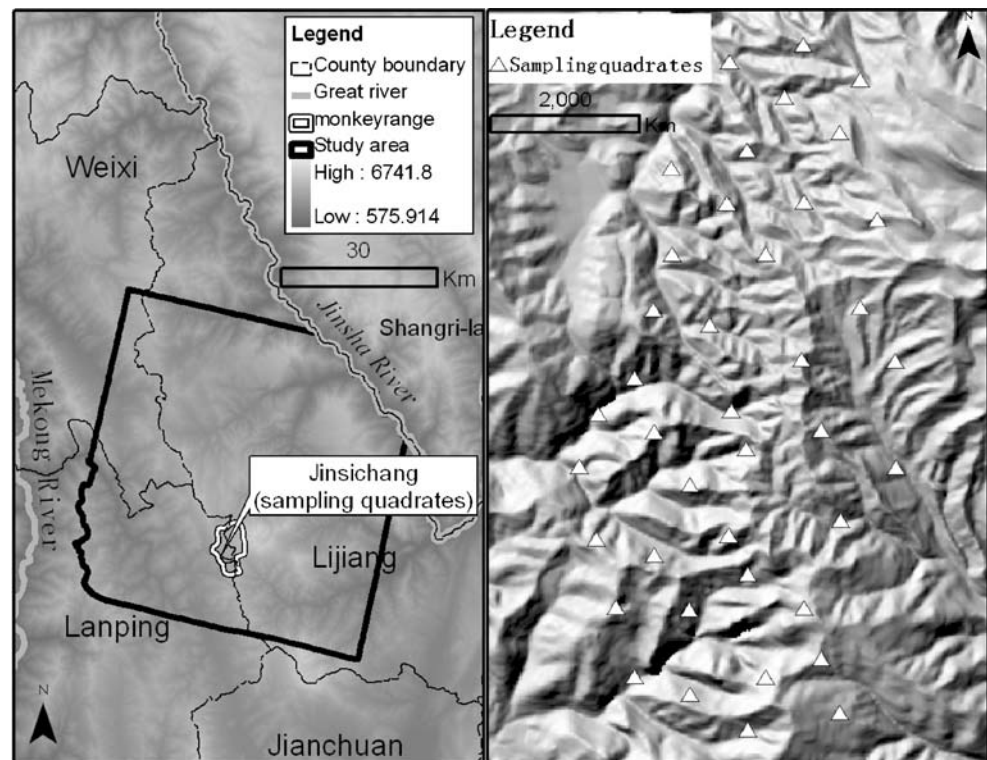 Legend
County boundary
Great river
monkeyrange
Study area
High : 6741.8
Low : 575.914
30
Km
Weixi
Shangri-la
Jinsha River
Mekong River
Jinsichang
(sampling quadrates)
Lijiang
Lanping
N
Jianchuan
Legend
Samplingquadrates
2,000
Km
N